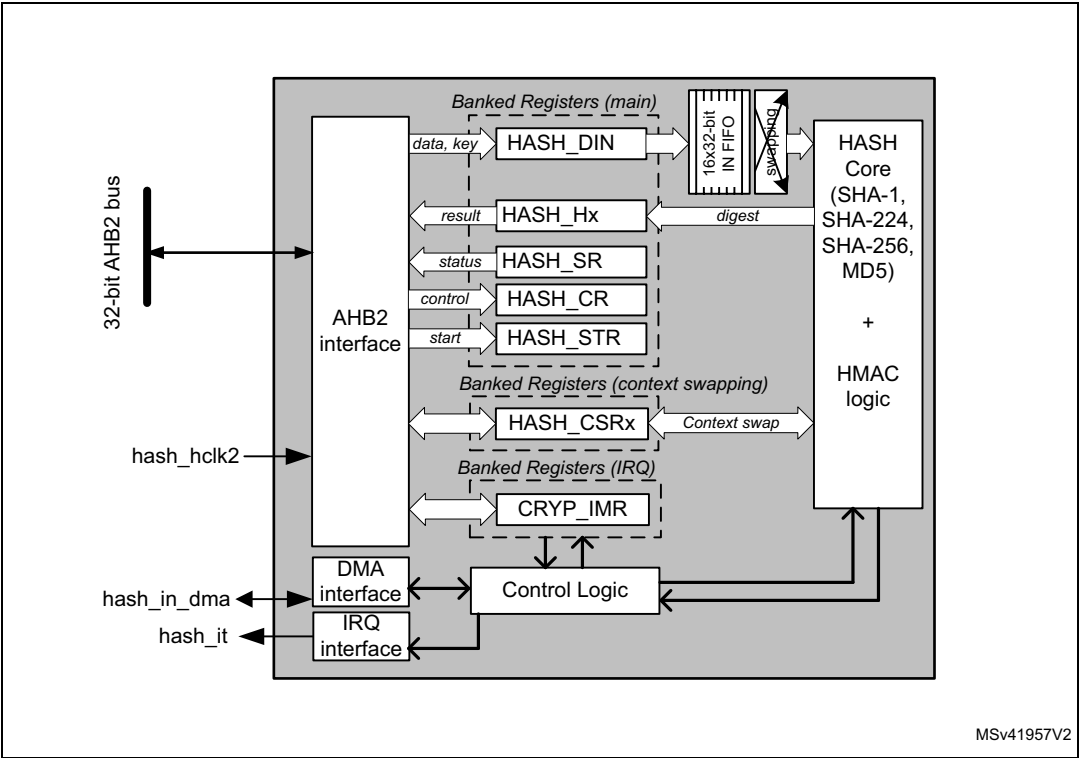 Banked Registers (main)
data, key
HASH_DIN
16x32-bit
IN FIFO
swapping
HASH
Core
(SHA-1,
SHA-224,
SHA-256,
MD5)
+
HMAC
logic
result
HASH_Hx
digest
status
HASH_SR
control
HASH_CR
start
HASH_STR
32-bit AHB2 bus
AHB2
interface
Banked Registers (context swapping)
HASH_CSRx
Context swap
hash_hclk2
Banked Registers (IRQ)
CRYP_IMR
DMA
interface
Control Logic
hash_in_dma
hash_it
IRQ
interface
MSv41957V2